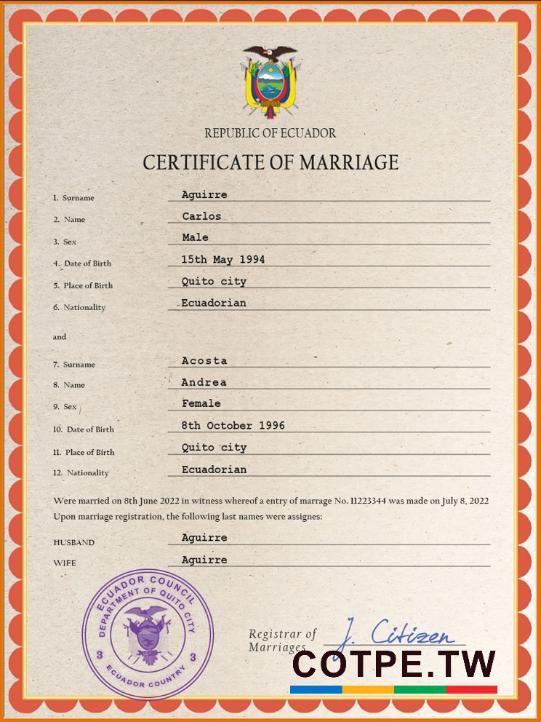 REPUBLIC OF ECUADOR
CERTIFICATE OF MARRIAGE
1. Surname Aguirre
2. Name Carlos
3. Sex Male
4. Date of Birth 15th May 1994
5. Place of Birth Quito city
6. Nationality Ecuadorian
and
7. Surname Acosta
8. Name Andrea
9. Sex Female
10. Date of Birth 8th October 1996
11. Place of Birth Quito city
12. Nationality Ecuadorian
Were married on 8th June 2022 in witness whereof a entry of marrage No. 11223344 was made on July 8, 2022
Upon marriage registration, the following last names were assignes:
HUSBAND Aguirre
WIFE Aguirre
ECUADOR COUNCIL
DEPARTMENT OF QUITO CITY
3 3
ECUADOR COUNTRY
Registrar of J. Citizen
Marriages
COTPE.TW